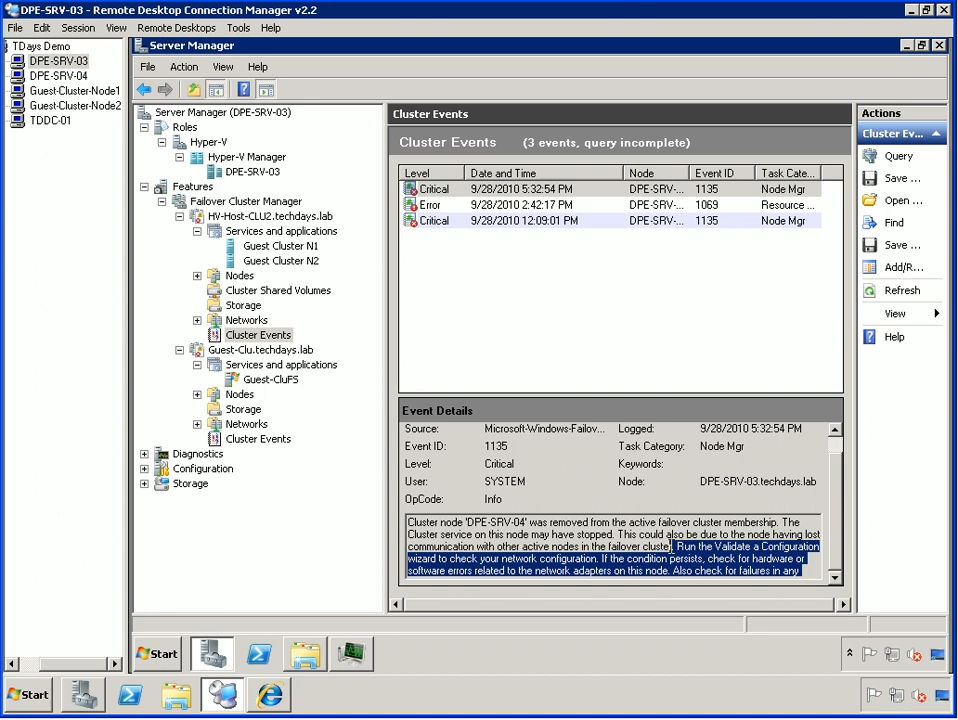 DPE-SRV-03 - Remote Desktop Connection Manager v2.2
File Edit Session View Remote Desktops Tools Help
TDays Demo
DPE-SRV-03
DPE-SRV-04
Guest-Cluster-Node1
Guest-Cluster-Node2
TDDC-01
Server Manager
File Action View Help
Server Manager (DPE-SRV-03)
Roles
Hyper-V
Hyper-V Manager
DPE-SRV-03
Features
Failover Cluster Manager
HV-Host-CLU2.techdays.lab
Services and applications
Guest Cluster N1
Guest Cluster N2
Nodes
Cluster Shared Volumes
Storage
Networks
Cluster Events
Guest-Clu.techdays.lab
Services and applications
Guest-CluFS
Nodes
Storage
Networks
Cluster Events
Diagnostics
Configuration
Storage
Cluster Events
Cluster Events (3 events, query incomplete)
Level Date and Time Node Event ID Task Cate...
Critical 9/28/2010 5:32:54 PM DPE-SRV-... 1135 Node Mgr
Error 9/28/2010 2:42:17 PM DPE-SRV-... 1069 Resource ...
Critical 9/28/2010 12:09:01 PM DPE-SRV-... 1135 Node Mgr
Event Details
Source: Microsoft-Windows-Failov... Logged: 9/28/2010 5:32:54 PM
Event ID: 1135 Task Category: Node Mgr
Level: Critical Keywords:
User: SYSTEM Node: DPE-SRV-03.techdays.lab
OpCode: Info
Cluster node 'DPE-SRV-04' was removed from the active failover cluster membership. The
Cluster service on this node may have stopped. This could also be due to the node having lost
communication with other active nodes in the failover cluster. Run the Validate a Configuration
wizard to check your network configuration. If the condition persists, check for hardware or
software errors related to the network adapters on this node. Also check for failures in any
Actions
Cluster Ev...
Query
Save ...
Open ...
Find
Save ...
Add/R...
Refresh
View
Help
Start
Start